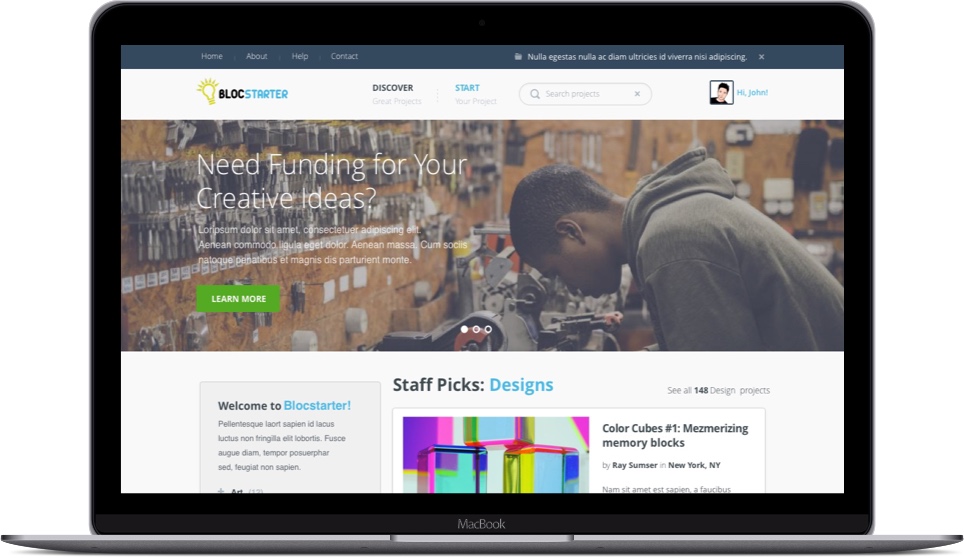 Home About Help Contact
Nulla egestas nulla ac diam ultricies id viverra nisi adipiscing. ×
BLOCSTARTER
DISCOVER
Great Projects
START
Your Project
Search projects ×
Hi, John!
Need Funding for Your
Creative Ideas?
Loripsum dolor sit amet, consectetuer adipiscing elit.
Aenean commodo ligula eget dolor. Aenean massa. Cum sociis
natoque penatibus et magnis dis parturient monte.
LEARN MORE
Welcome to Blocstarter!
Pellentesque laort sapien id lacus
luctus non fringilla elit lobortis. Fusce
augue diam, tempor posuerphar
sed, feugiat non sapien.
+ Art (12)
Staff Picks: Designs
See all 148 Design projects
Color Cubes #1: Mezmerizing
memory blocks
by Ray Sumser in New York, NY
Nam sit amet est sapien, a faucibus
MacBook